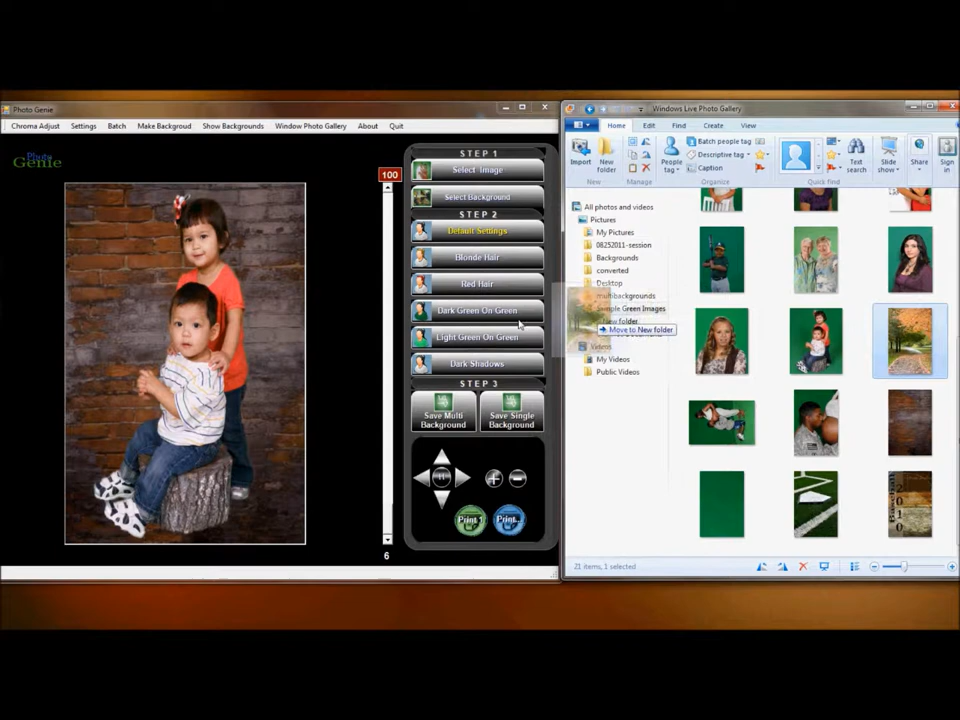 Photo Genie
Chroma Adjust Settings Batch Make Backgroud Show Backgrounds Window Photo Gallery About Quit
Photo
Genie
100
STEP 1
Select Image
Select Background
STEP 2
Default Settings
Blonde Hair
Red Hair
Dark Green On Green
Light Green On Green
Dark Shadows
STEP 3
Save Multi
Background
Save Single
Background
Print 1
Print...
6
Windows Live Photo Gallery
Home Edit Find Create View
Import
New
folder
New
Manage
People
tag
Batch people tag
Descriptive tag
Caption
Organize
Quick find
Text
search
Slide
show
Share
Sign
in
All photos and videos
Pictures
My Pictures
08252011-session
Backgrounds
converted
Desktop
multibackgrounds
Sample Green Images
New folder
Move to New folder
Videos
My Videos
Public Videos
Baseball
2010
21 items, 1 selected